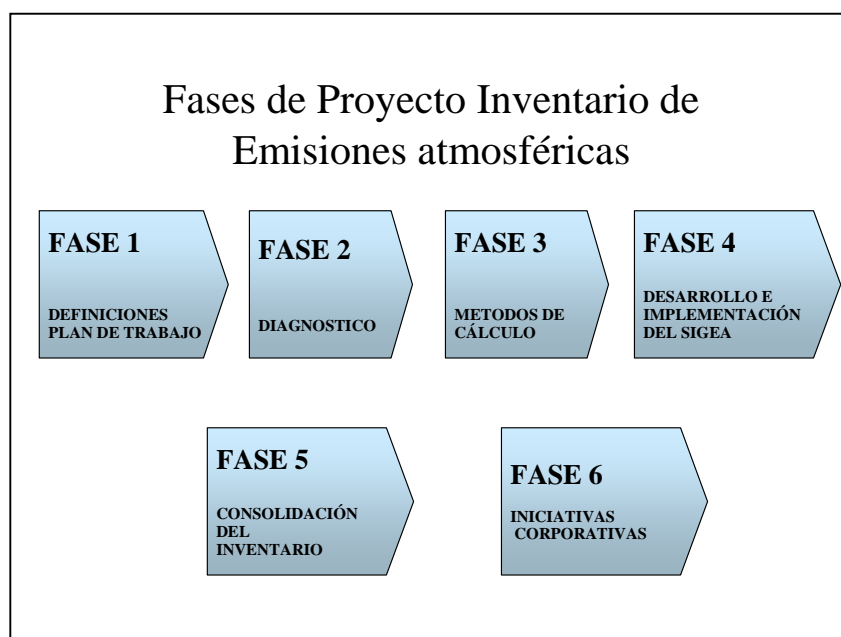 Fases de Proyecto Inventario de
Emisiones atmosféricas
FASE 1
DEFINICIONES
PLAN DE TRABAJO
FASE 2
DIAGNOSTICO
FASE 3
METODOS DE
CÁLCULO
FASE 4
DESARROLLO E
IMPLEMENTACIÓN
DEL SIGEA
FASE 5
CONSOLIDACIÓN
DEL
INVENTARIO
FASE 6
INICIATIVAS
CORPORATIVAS